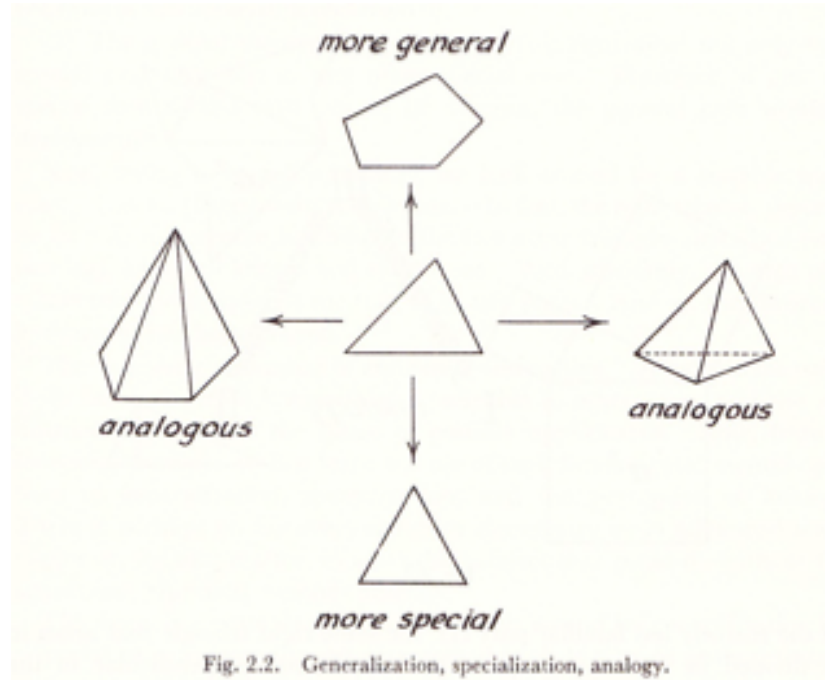 more general
analogous
analogous
more special
Fig. 2.2. Generalization, specialization, analogy.